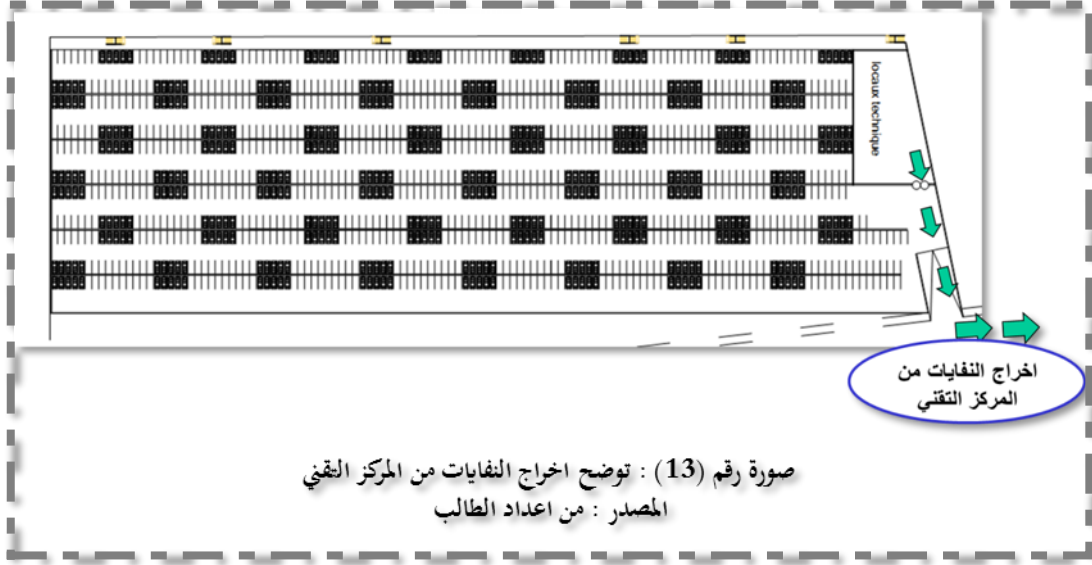 locaux technique
اخراج النفايات من
المركز التقني
صورة رقم (13) : توضح اخراج النفايات من المركز التقني
المصدر : من اعداد الطالب